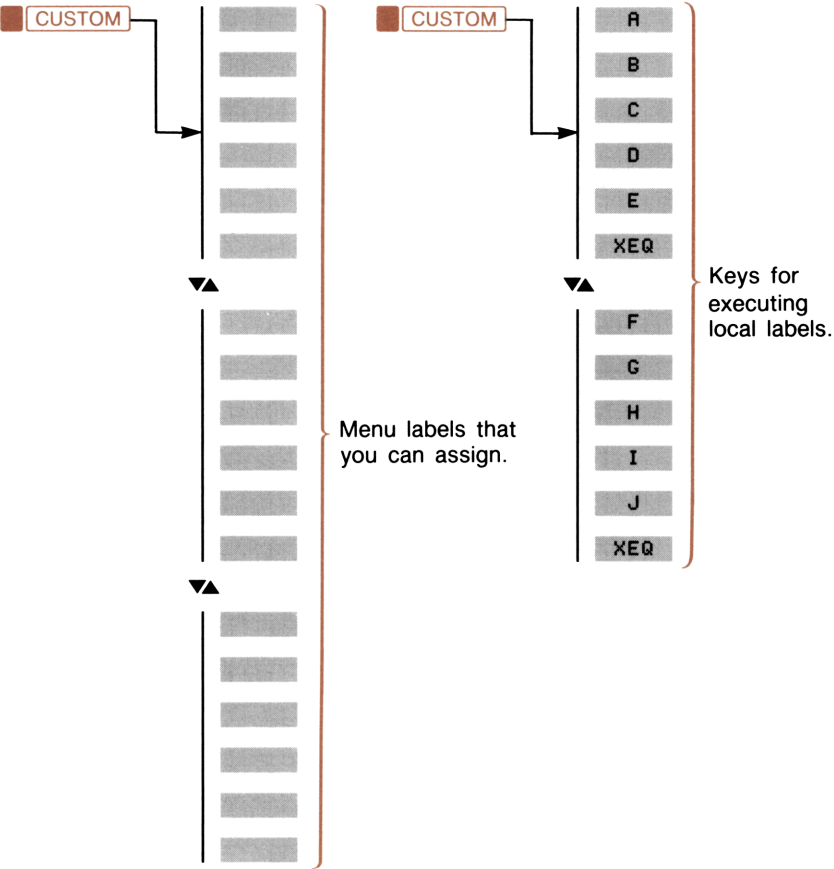 CUSTOM
Menu labels that
you can assign.
CUSTOM
A
B
C
D
E
XEQ
F
G
H
I
J
XEQ
Keys for
executing
local labels.